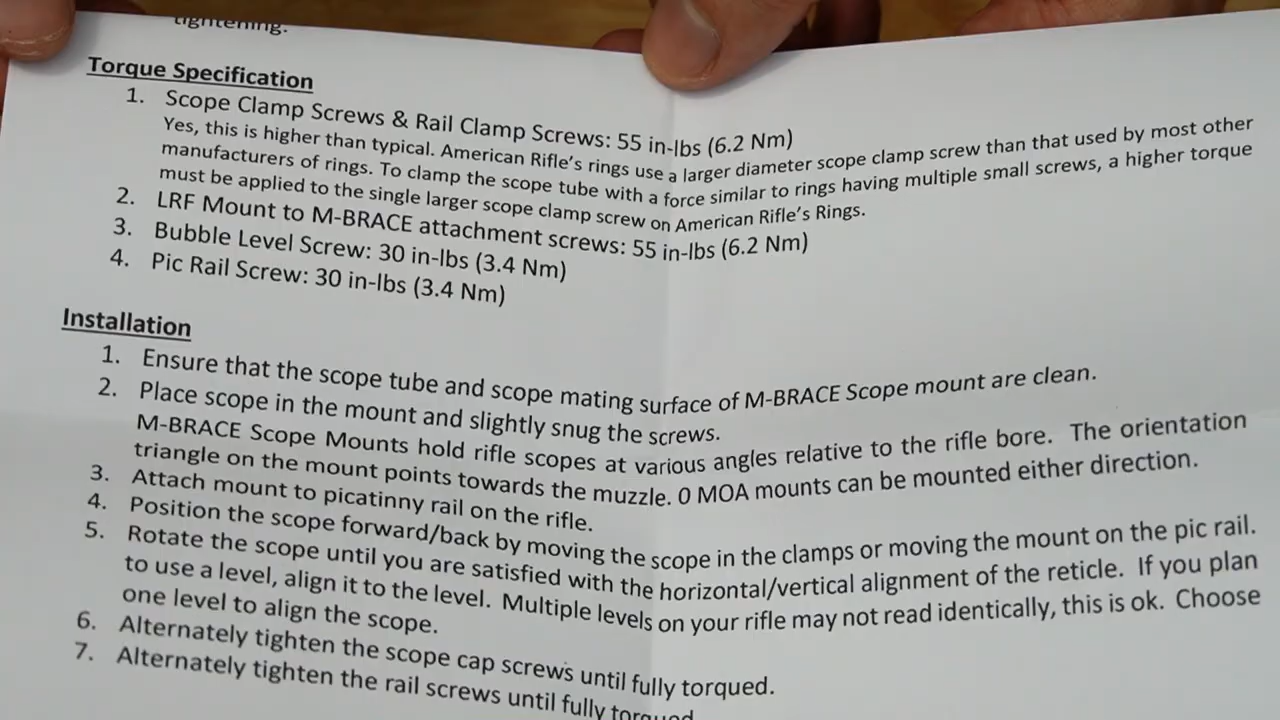 tightening.
Torque Specification
1. Scope Clamp Screws & Rail Clamp Screws: 55 in-lbs (6.2 Nm)
Yes, this is higher than typical. American Rifle's rings use a larger diameter scope clamp screw than that used by most other
manufacturers of rings. To clamp the scope tube with a force similar to rings having multiple small screws, a higher torque
must be applied to the single larger scope clamp screw on American Rifle's Rings.
2. LRF Mount to M-BRACE attachment screws: 55 in-lbs (6.2 Nm)
3. Bubble Level Screw: 30 in-lbs (3.4 Nm)
4. Pic Rail Screw: 30 in-lbs (3.4 Nm)
Installation
1. Ensure that the scope tube and scope mating surface of M-BRACE Scope mount are clean.
2. Place scope in the mount and slightly snug the screws.
M-BRACE Scope Mounts hold rifle scopes at various angles relative to the rifle bore. The orientation
triangle on the mount points towards the muzzle. 0 MOA mounts can be mounted either direction.
3. Attach mount to picatinny rail on the rifle.
4. Position the scope forward/back by moving the scope in the clamps or moving the mount on the pic rail.
5. Rotate the scope until you are satisfied with the horizontal/vertical alignment of the reticle. If you plan
to use a level, align it to the level. Multiple levels on your rifle may not read identically, this is ok. Choose
one level to align the scope.
6. Alternately tighten the scope cap screws until fully torqued.
7. Alternately tighten the rail screws until fully torqued